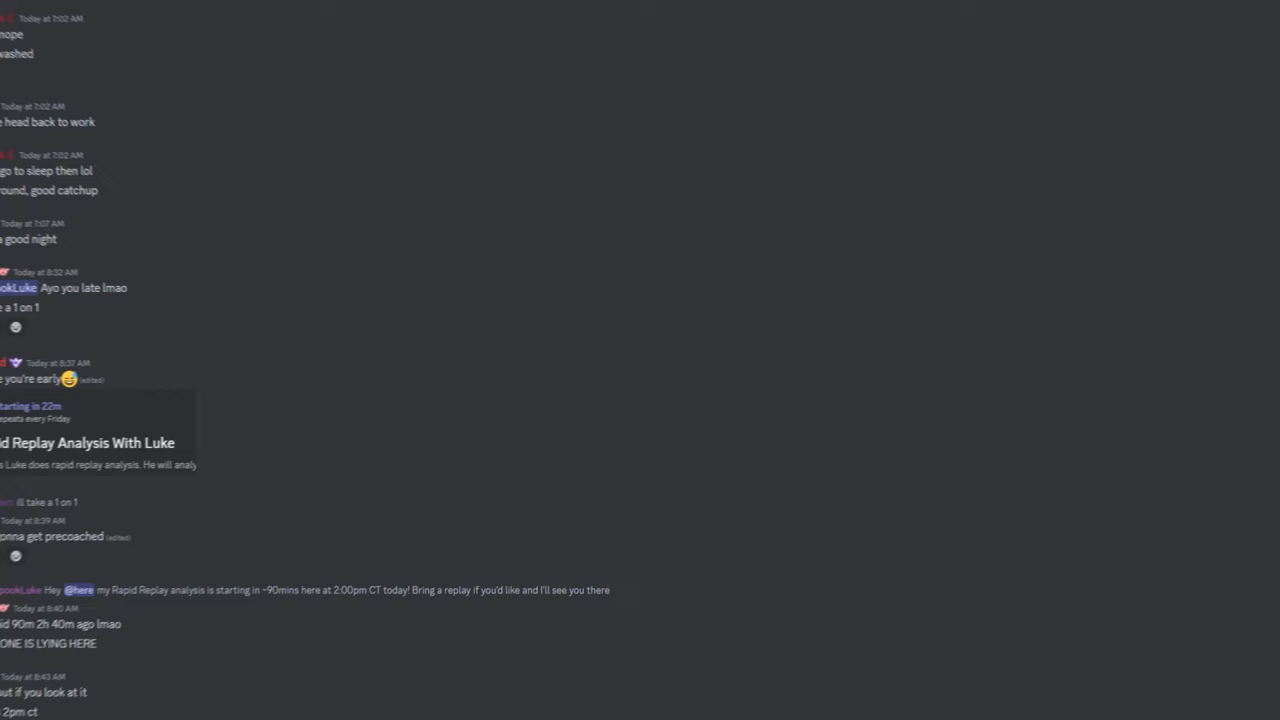 Today at 7:02 AM
nope
washed
Today at 7:02 AM
head back to work
Today at 7:02 AM
go to sleep then lol
round, good catchup
Today at 7:07 AM
a good night
Today at 8:32 AM
okLuke Ayo you late lmao
e a 1 on 1
Today at 8:37 AM
e you're early😅 (edited)
tarting in 22m
epeats every Friday
id Replay Analysis With Luke
s Luke does rapid replay analysis. He will analy
ill take a 1 on 1
Today at 8:39 AM
onna get precoached (edited)
pookLuke Hey @here my Rapid Replay analysis is starting in ~90mins here at 2:00pm CT today! Bring a replay if you'd like and I'll see you there
Today at 8:40 AM
id 90m 2h 40m ago lmao
ONE IS LYING HERE
Today at 8:43 AM
out if you look at it
2pm ct